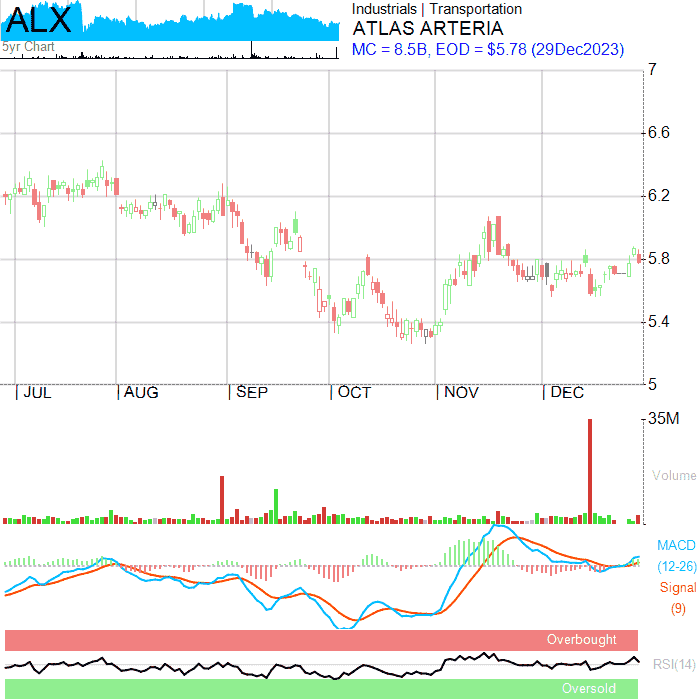 ALX
5yr Chart
Industrials | Transportation
ATLAS ARTERIA
MC = 8.5B, EOD = $5.78 (29Dec2023)
7
6.6
6.2
5.8
5.4
5
| JUL | AUG | SEP | OCT | NOV | DEC
35M
Volume
MACD
(12-26)
Signal
(9)
Overbought
RSI(14)
Oversold